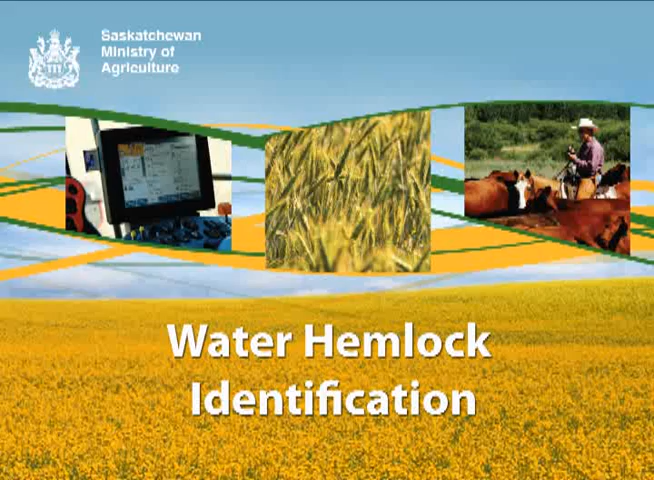 Saskatchewan
Ministry of
Agriculture
Water Hemlock
Identification